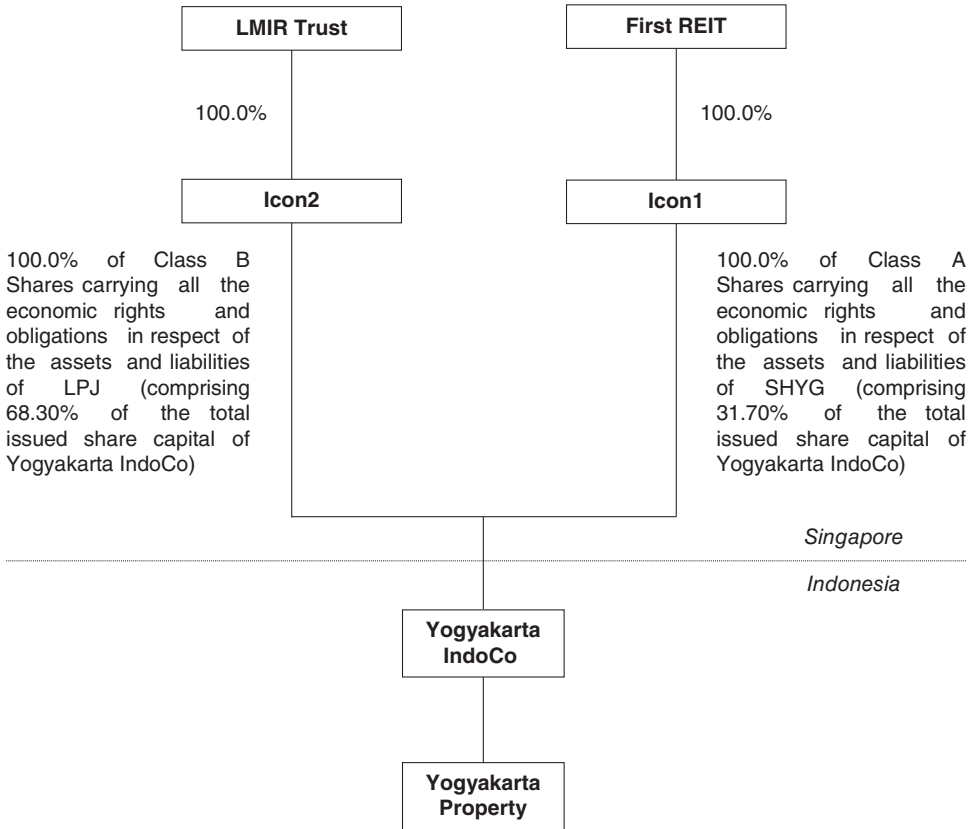 LMIR Trust
First REIT
100.0%
100.0%
Icon2
Icon1
100.0% of Class B
Shares carrying all the
economic rights and
obligations in respect of
the assets and liabilities
of LPJ (comprising
68.30% of the total
issued share capital of
Yogyakarta IndoCo)
100.0% of Class A
Shares carrying all the
economic rights and
obligations in respect of
the assets and liabilities
of SHYG (comprising
31.70% of the total
issued share capital of
Yogyakarta IndoCo)
Singapore
Indonesia
Yogyakarta
IndoCo
Yogyakarta
Property